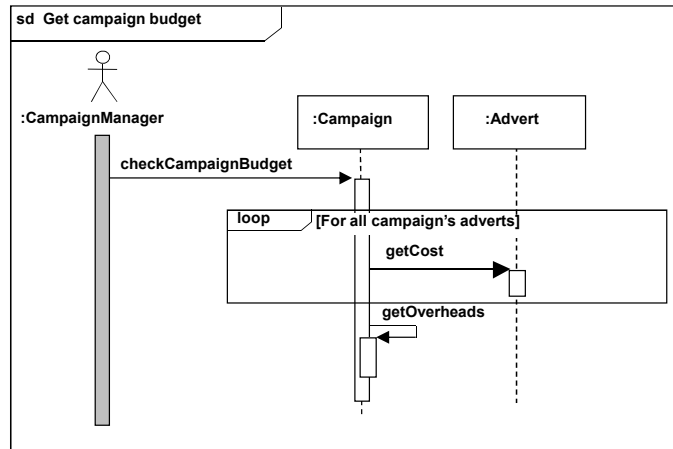 sd Get campaign budget
:CampaignManager
:Campaign
:Advert
checkCampaignBudget
loop
[For all campaign’s adverts]
getCost
getOverheads